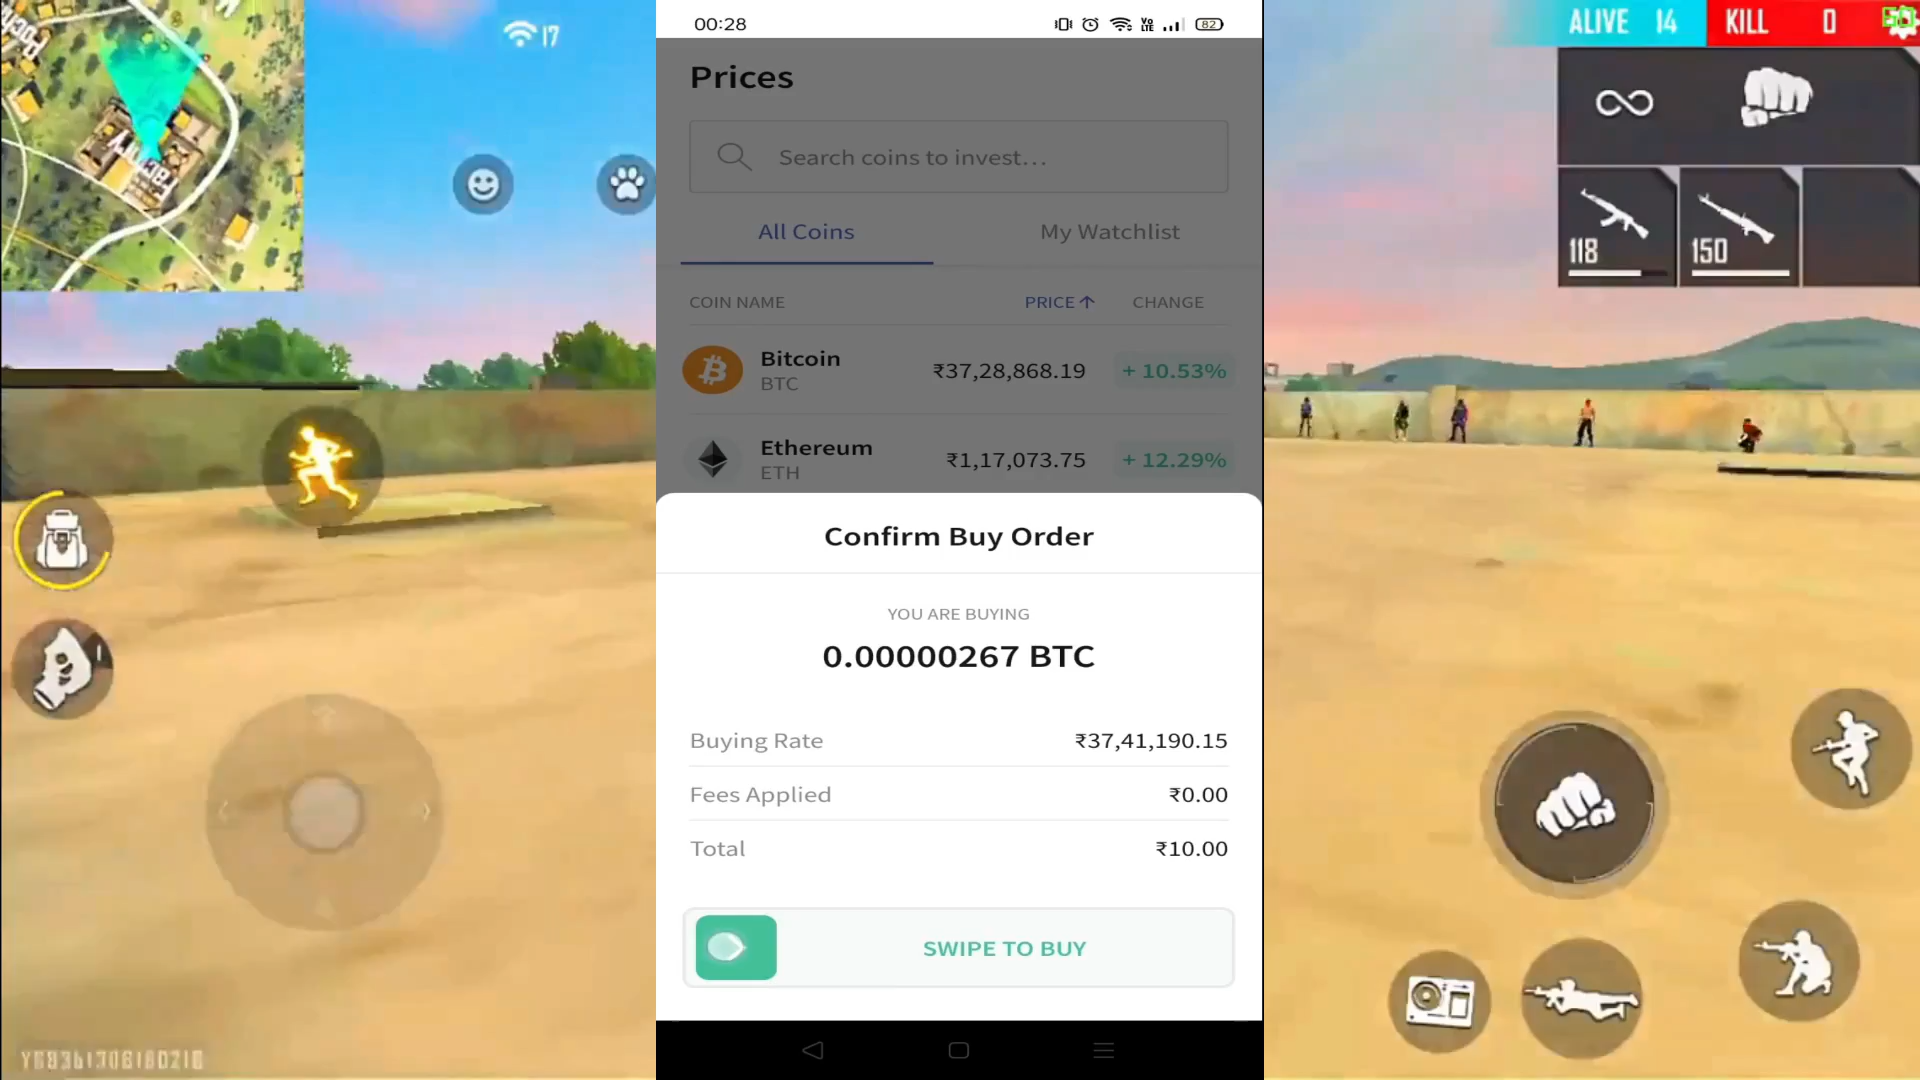 17
Factory
00:28
82
Prices
Search coins to invest...
All Coins
My Watchlist
COIN NAME
PRICE ↑
CHANGE
Bitcoin
BTC
₹37,28,868.19
+ 10.53%
Ethereum
ETH
₹1,17,073.75
+ 12.29%
Confirm Buy Order
YOU ARE BUYING
0.00000267 BTC
Buying Rate
₹37,41,190.15
Fees Applied
₹0.00
Total
₹10.00
SWIPE TO BUY
ALIVE 14
KILL 0
118
150